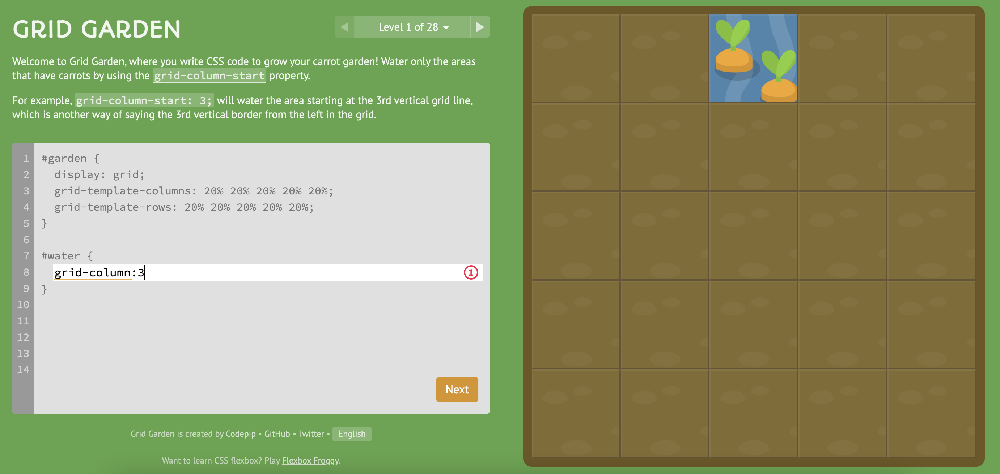 GRID GARDEN
Level 1 of 28
Welcome to Grid Garden, where you write CSS code to grow your carrot garden! Water only the areas
that have carrots by using the grid-column-start property.
For example, grid-column-start: 3; will water the area starting at the 3rd vertical grid line,
which is another way of saying the 3rd vertical border from the left in the grid.
1 #garden {
2 display: grid;
3 grid-template-columns: 20% 20% 20% 20% 20%;
4 grid-template-rows: 20% 20% 20% 20% 20%;
5 }
6
7 #water {
8 grid-column:3 1
9 }
10
11
12
13
14
Next
Grid Garden is created by Codepip • GitHub • Twitter • English
Want to learn CSS flexbox? Play Flexbox Froggy.